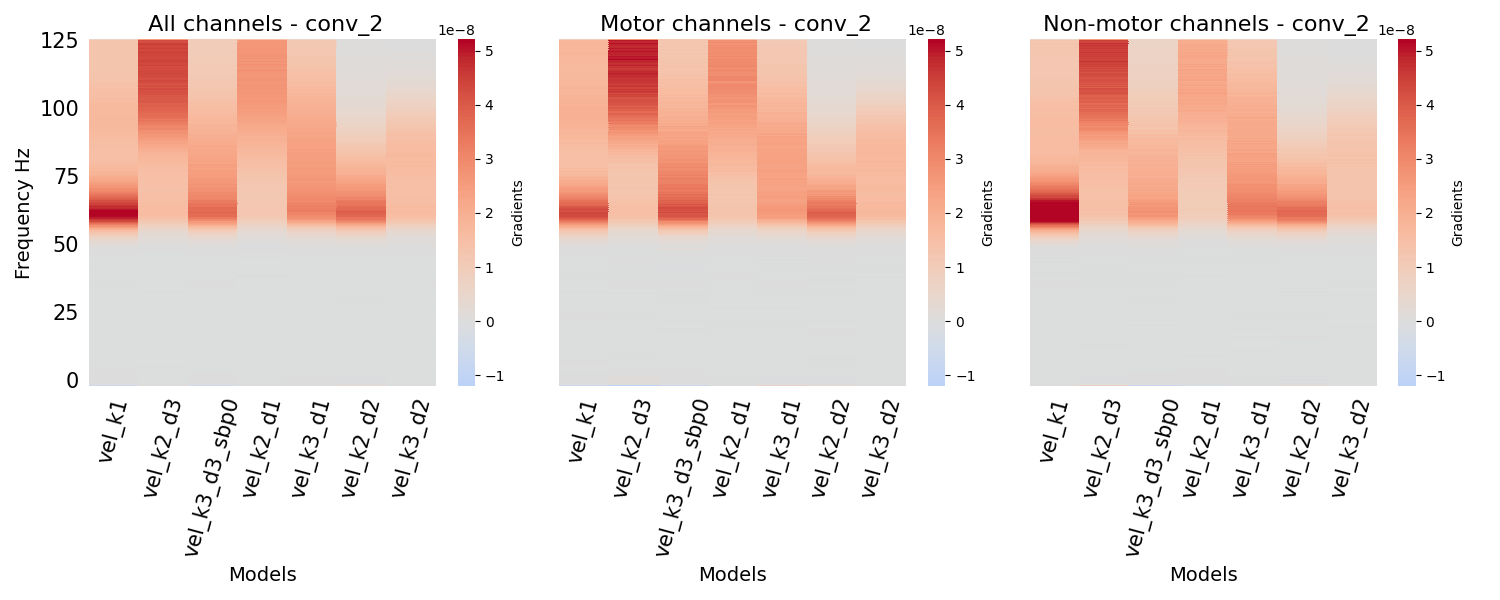 All channels - conv_2
Motor channels - conv_2
Non-motor channels - conv_2
1e−8
1e−8
1e−8
125
100
75
50
25
0
Frequency Hz
5
4
3
2
1
0
−1
Gradients
5
4
3
2
1
0
−1
Gradients
5
4
3
2
1
0
−1
Gradients
vel_k1
vel_k2_d3
vel_k3_d3_sbp0
vel_k2_d1
vel_k3_d1
vel_k2_d2
vel_k3_d2
vel_k1
vel_k2_d3
vel_k3_d3_sbp0
vel_k2_d1
vel_k3_d1
vel_k2_d2
vel_k3_d2
vel_k1
vel_k2_d3
vel_k3_d3_sbp0
vel_k2_d1
vel_k3_d1
vel_k2_d2
vel_k3_d2
Models
Models
Models